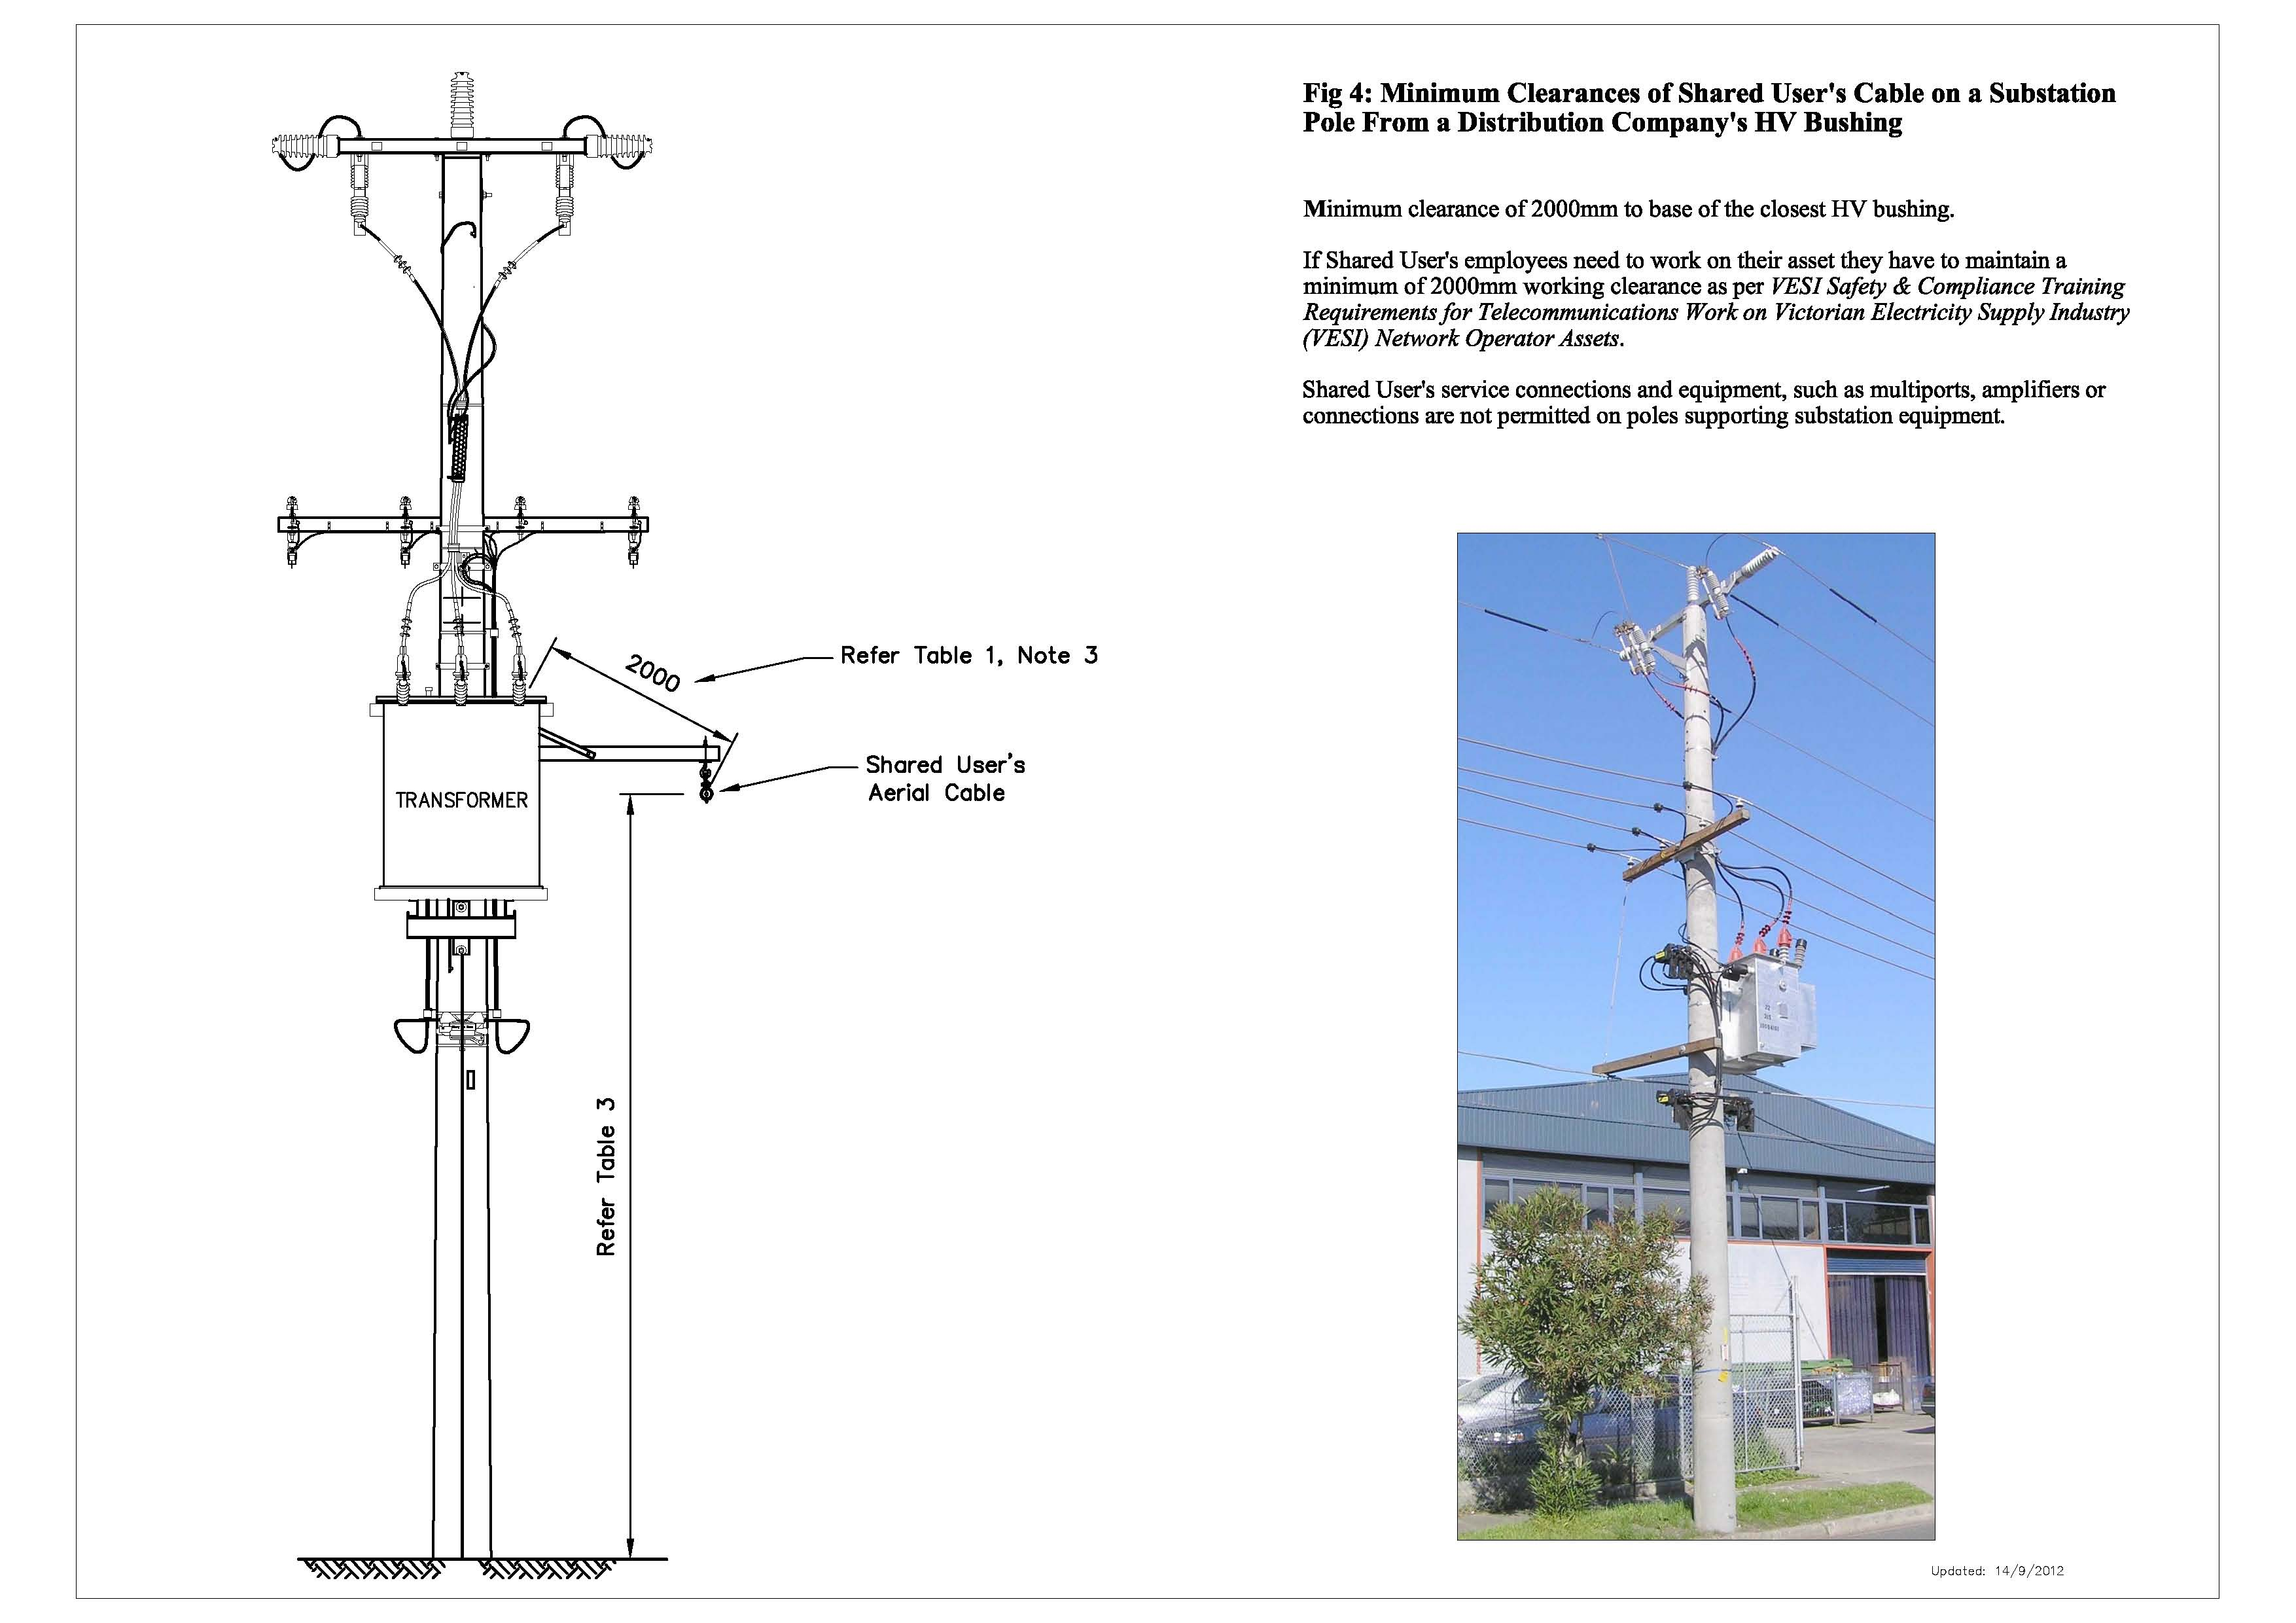 Fig 4: Minimum Clearances of Shared User's Cable on a Substation
Pole From a Distribution Company's HV Bushing
Minimum clearance of 2000mm to base of the closest HV bushing.
If Shared User's employees need to work on their asset they have to maintain a
minimum of 2000mm working clearance as per VESI Safety & Compliance Training
Requirements for Telecommunications Work on Victorian Electricity Supply Industry
(VESI) Network Operator Assets.
Shared User's service connections and equipment, such as multiports, amplifiers or
connections are not permitted on poles supporting substation equipment.
2000
Refer Table 1, Note 3
Shared User's
Aerial Cable
TRANSFORMER
Refer Table 3
Updated: 14/9/2012